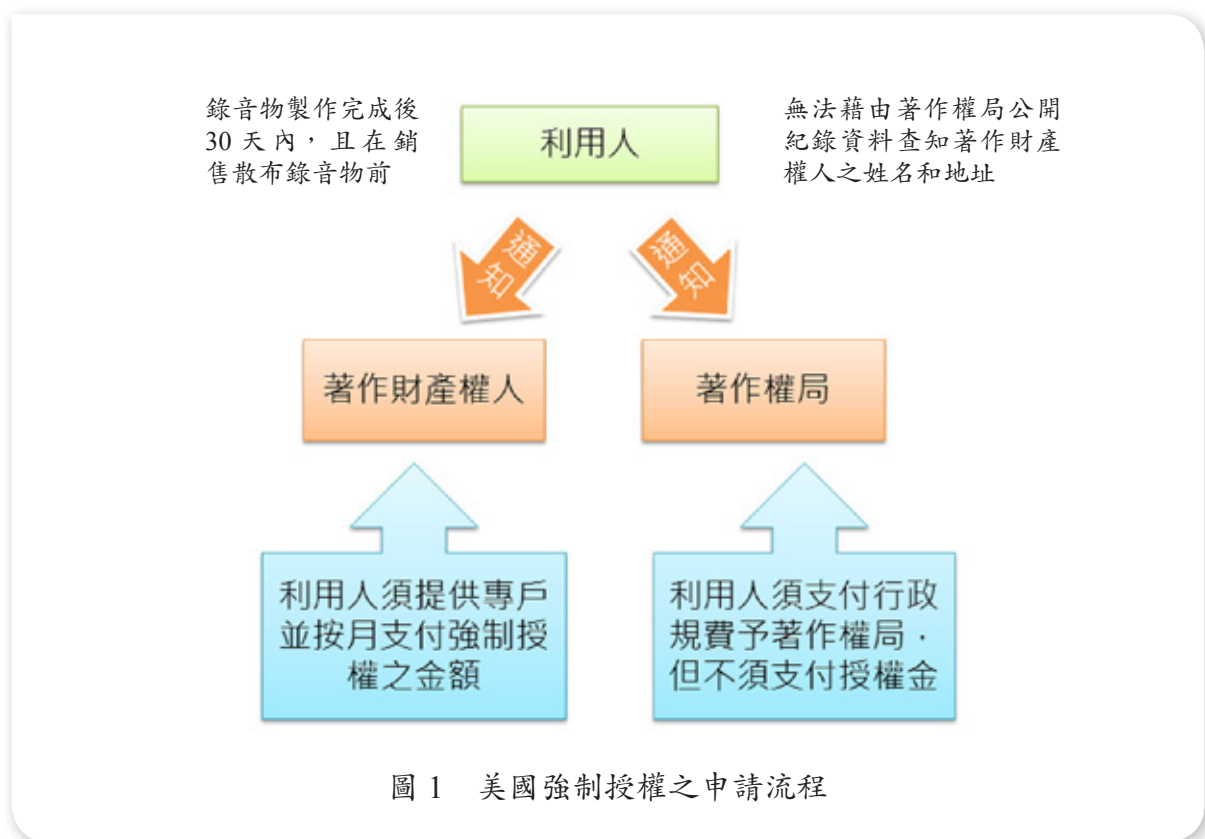 錄音物製作完成後
30 天內，且在銷
售散布錄音物前
利用人
無法藉由著作權局公開
紀錄資料查知著作財產
權人之姓名和地址
通知
通知
著作財產權人
著作權局
利用人須提供專戶
並按月支付強制授
權之金額
利用人須支付行政
規費予著作權局，
但不須支付授權金
圖 1　美國強制授權之申請流程